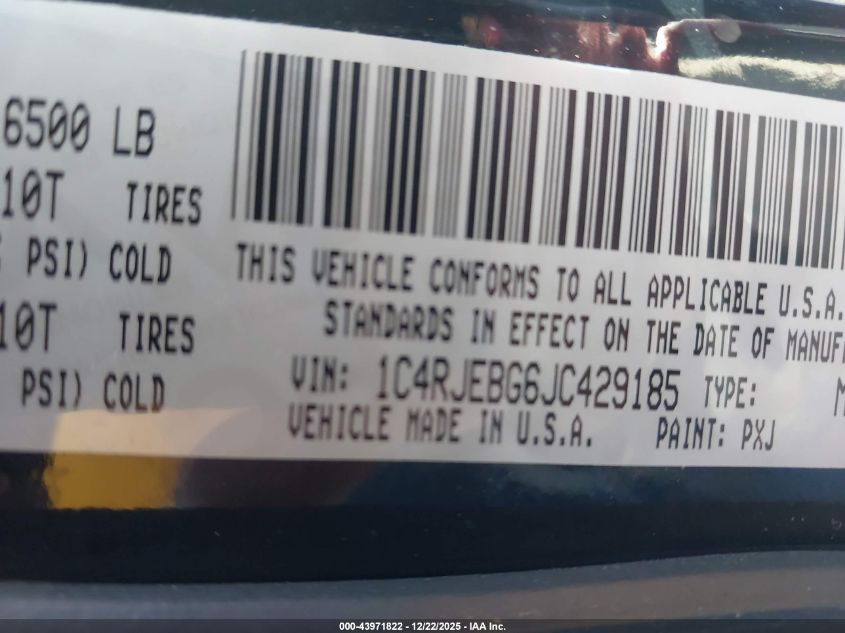 6500 LB
10T TIRES
PSI) COLD
10T TIRES
PSI) COLD
THIS VEHICLE CONFORMS TO ALL APPLICABLE U.S.A.
STANDARDS IN EFFECT ON THE DATE OF MANUF
VIN: 1C4RJEBG6JC429185 TYPE: M
VEHICLE MADE IN U.S.A. PAINT: PXJ
000-43971822 - 12/22/2025 - IAA Inc.